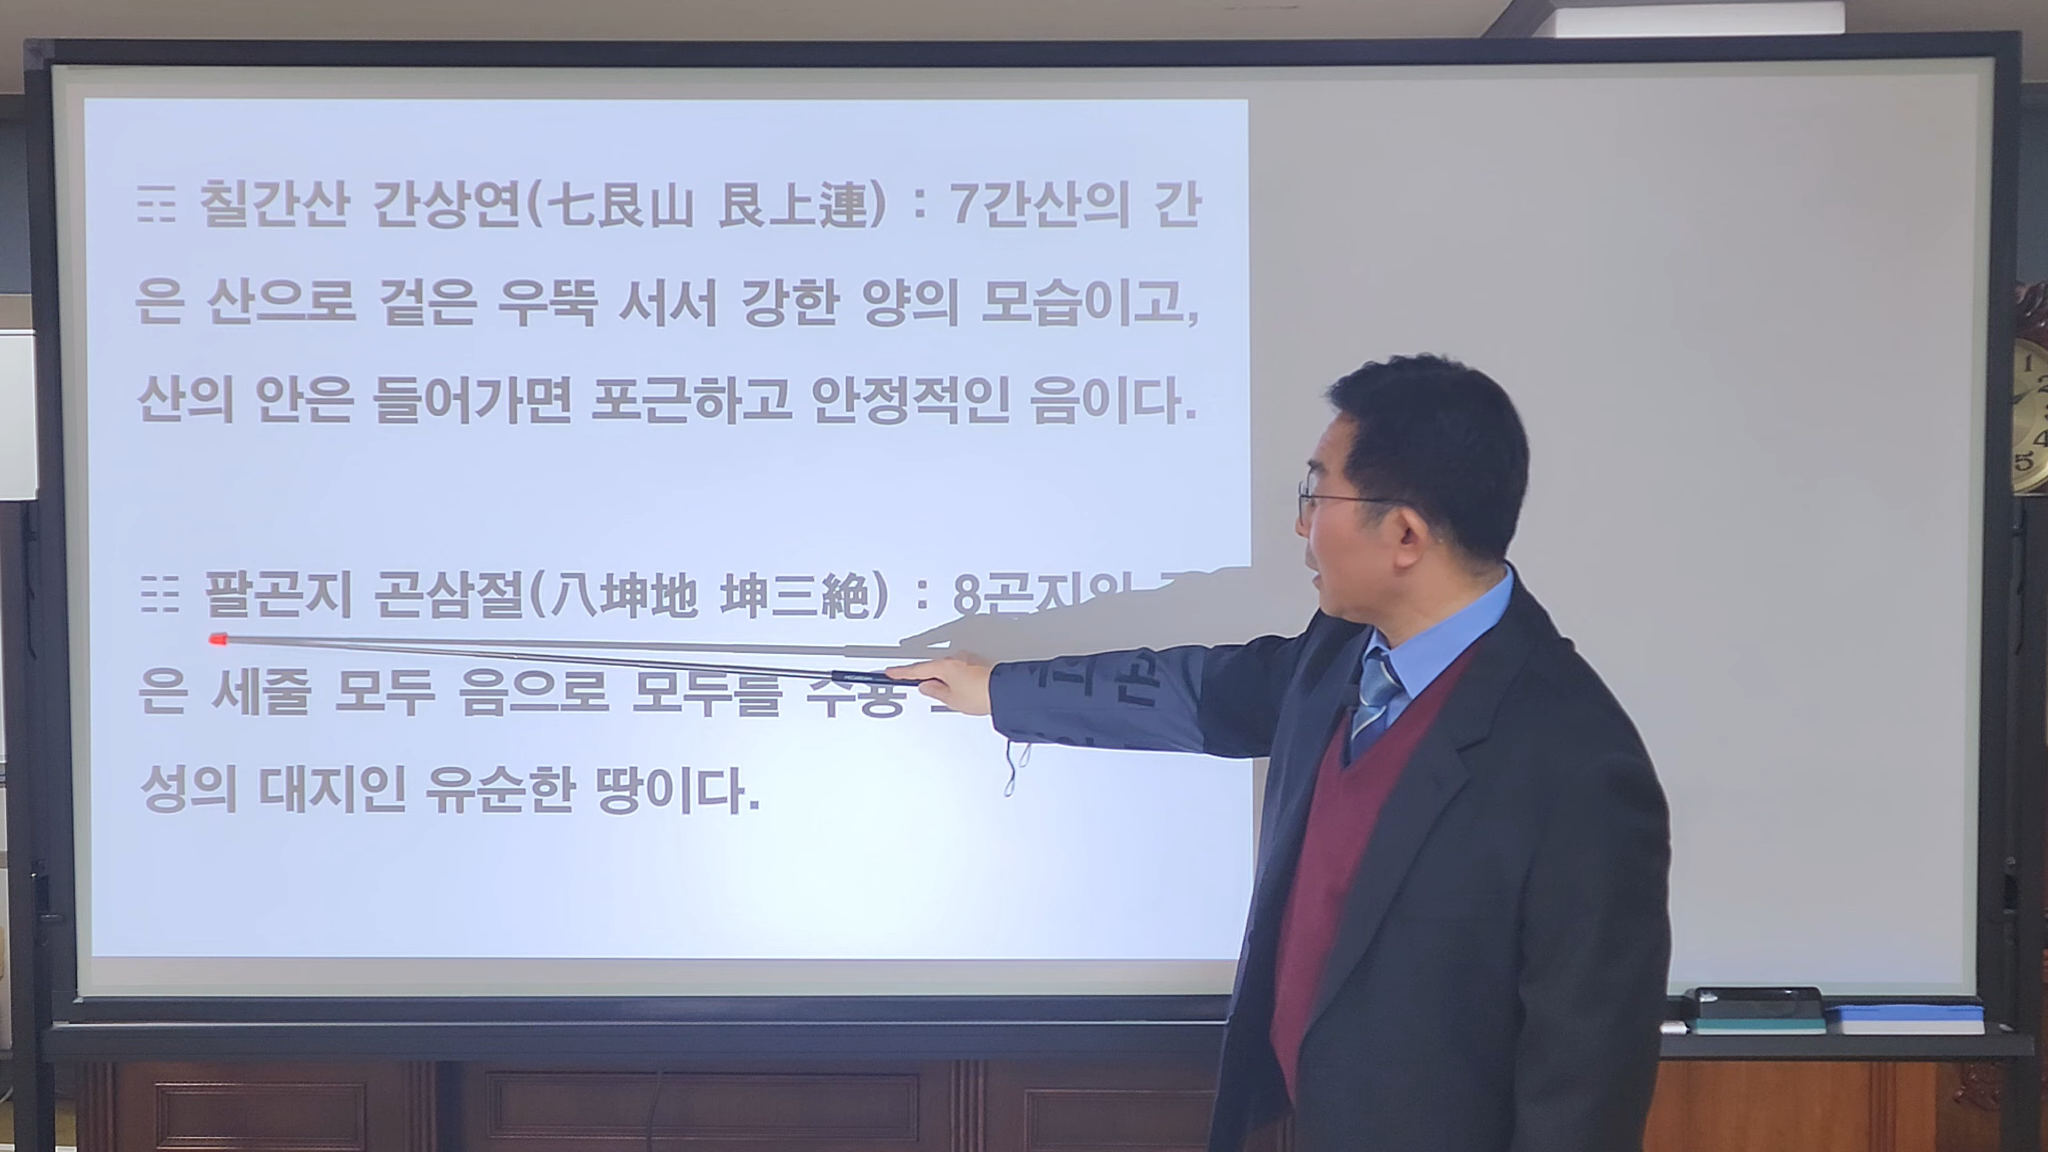 ☶ 칠간산 간상연(七艮山 艮上連) : 7간산의 간
은 산으로 겉은 우뚝 서서 강한 양의 모습이고,
산의 안은 들어가면 포근하고 안정적인 음이다.
☷ 팔곤지 곤삼절(八坤地 坤三絶) : 8곤지의
은 세줄 모두 음으로 모두를 수용
성의 대지인 유순한 땅이다.
1
2
4
5